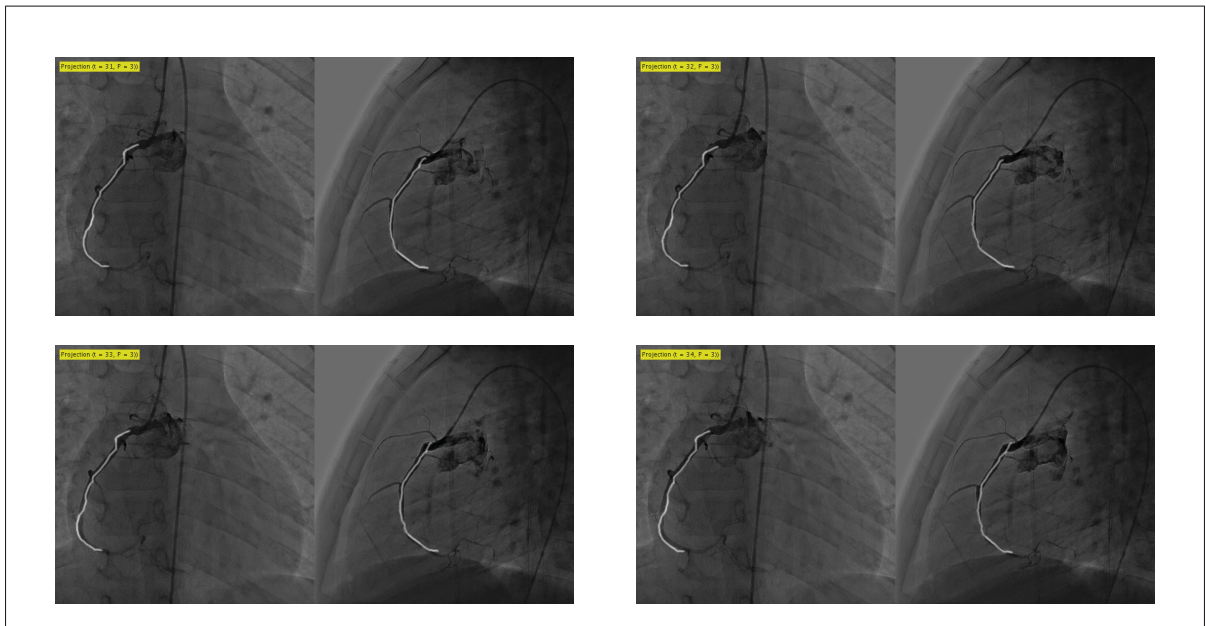 Projection (t = 31, P = 3))
Projection (t = 32, P = 3))
Projection (t = 33, P = 3))
Projection (t = 34, P = 3))